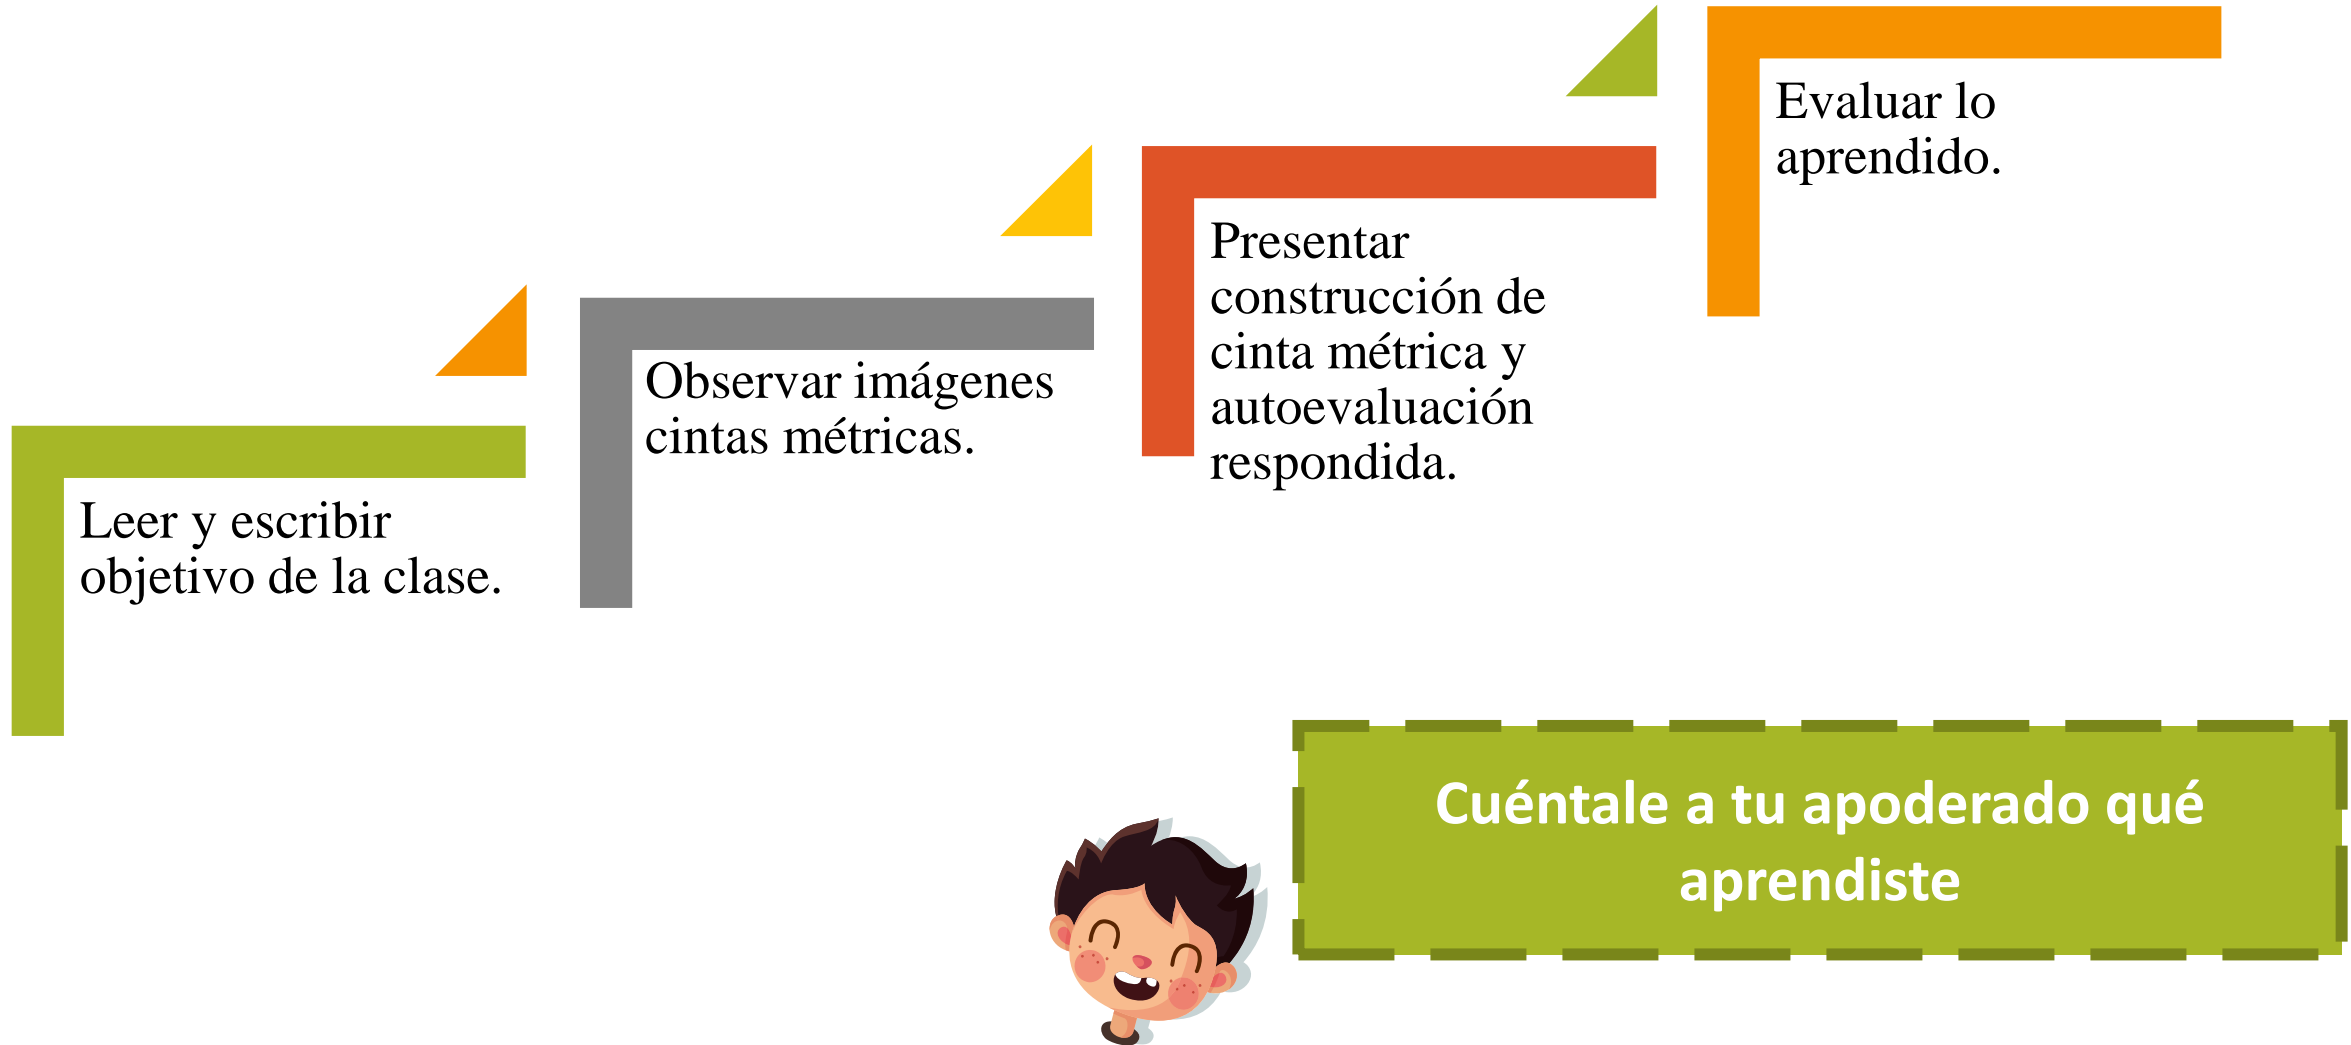 Leer y escribir
objetivo de la clase.
Observar imágenes
cintas métricas.
Presentar
construcción de
cinta métrica y
autoevaluación
respondida.
Evaluar lo
aprendido.
Cuéntale a tu apoderado qué
aprendiste